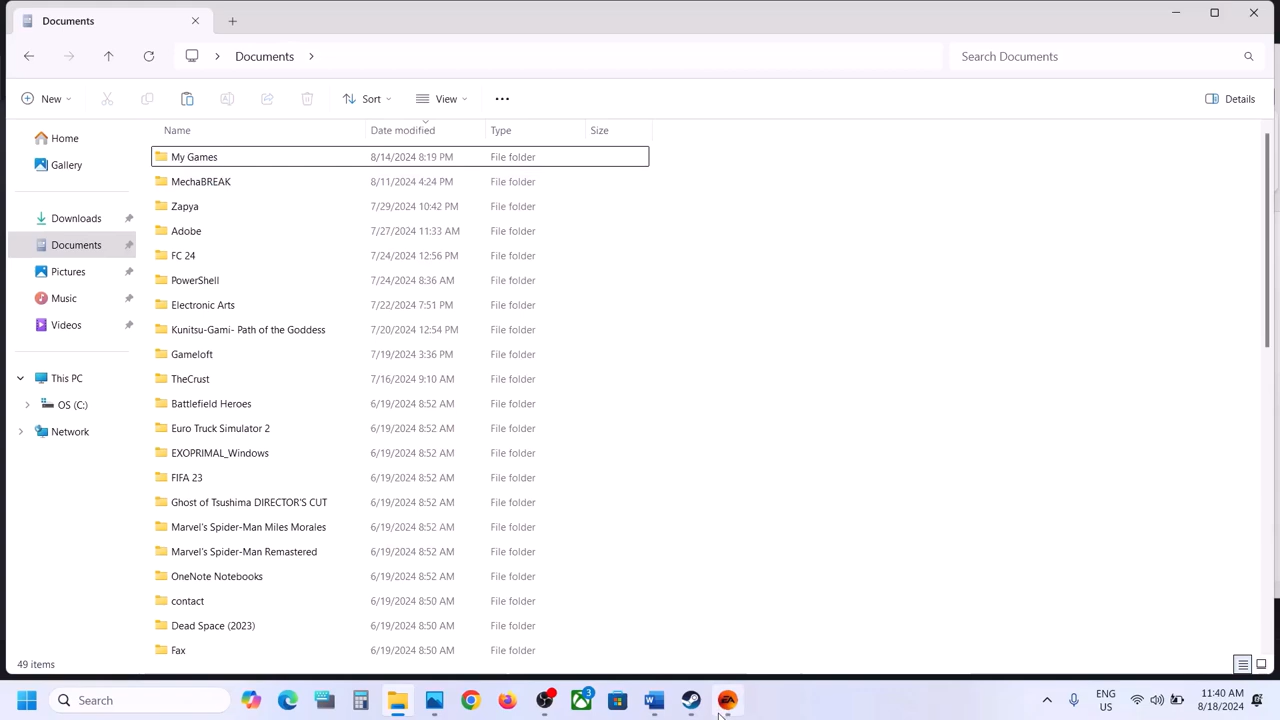 Documents
Documents
Search Documents
New
Sort
View
Details
Name
Date modified
Type
Size
Home
Gallery
Downloads
Documents
Pictures
Music
Videos
This PC
OS (C:)
Network
My Games 8/14/2024 8:19 PM File folder
MechaBREAK 8/11/2024 4:24 PM File folder
Zapya 7/29/2024 10:42 PM File folder
Adobe 7/27/2024 11:33 AM File folder
FC 24 7/24/2024 12:56 PM File folder
PowerShell 7/24/2024 8:36 AM File folder
Electronic Arts 7/22/2024 7:51 PM File folder
Kunitsu-Gami- Path of the Goddess 7/20/2024 12:54 PM File folder
Gameloft 7/19/2024 3:36 PM File folder
TheCrust 7/16/2024 9:10 AM File folder
Battlefield Heroes 6/19/2024 8:52 AM File folder
Euro Truck Simulator 2 6/19/2024 8:52 AM File folder
EXOPRIMAL_Windows 6/19/2024 8:52 AM File folder
FIFA 23 6/19/2024 8:52 AM File folder
Ghost of Tsushima DIRECTOR'S CUT 6/19/2024 8:52 AM File folder
Marvel's Spider-Man Miles Morales 6/19/2024 8:52 AM File folder
Marvel's Spider-Man Remastered 6/19/2024 8:52 AM File folder
OneNote Notebooks 6/19/2024 8:52 AM File folder
contact 6/19/2024 8:50 AM File folder
Dead Space (2023) 6/19/2024 8:50 AM File folder
Fax 6/19/2024 8:50 AM File folder
49 items
Search
3
EA
ENG
US
11:40 AM
8/18/2024